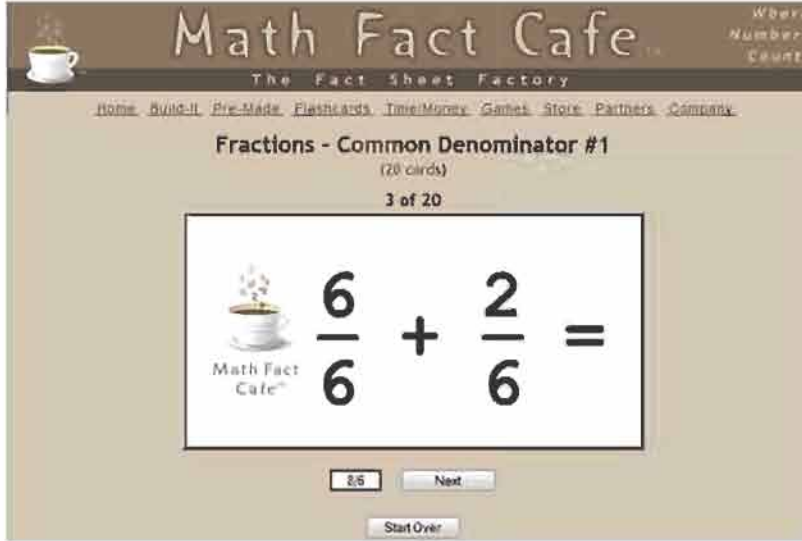 Math Fact Cafe
The Fact Sheet Factory
Home Build-It Pre-Made Flashcards Time/Money Games Store Partners Company
Fractions - Common Denominator #1
(20 cards)
3 of 20
6/6 + 2/6 =
Math Fact
Cafe™
8/6 Next
Start Over